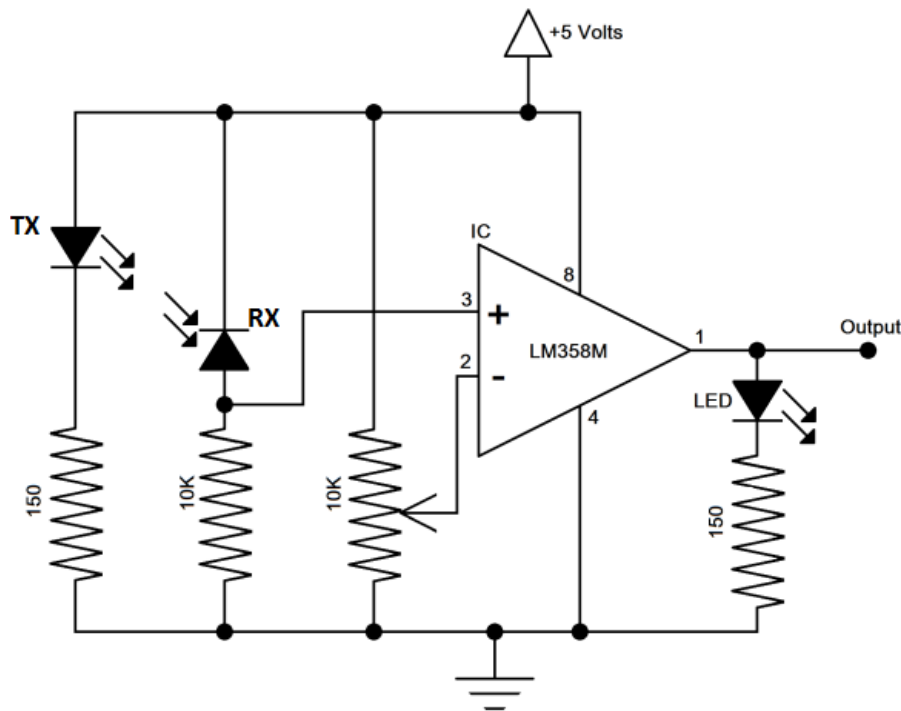 +5 Volts
TX
IC
8
3
RX
+
1
Output
LM358M
2
-
LED
4
150
10K
10K
150